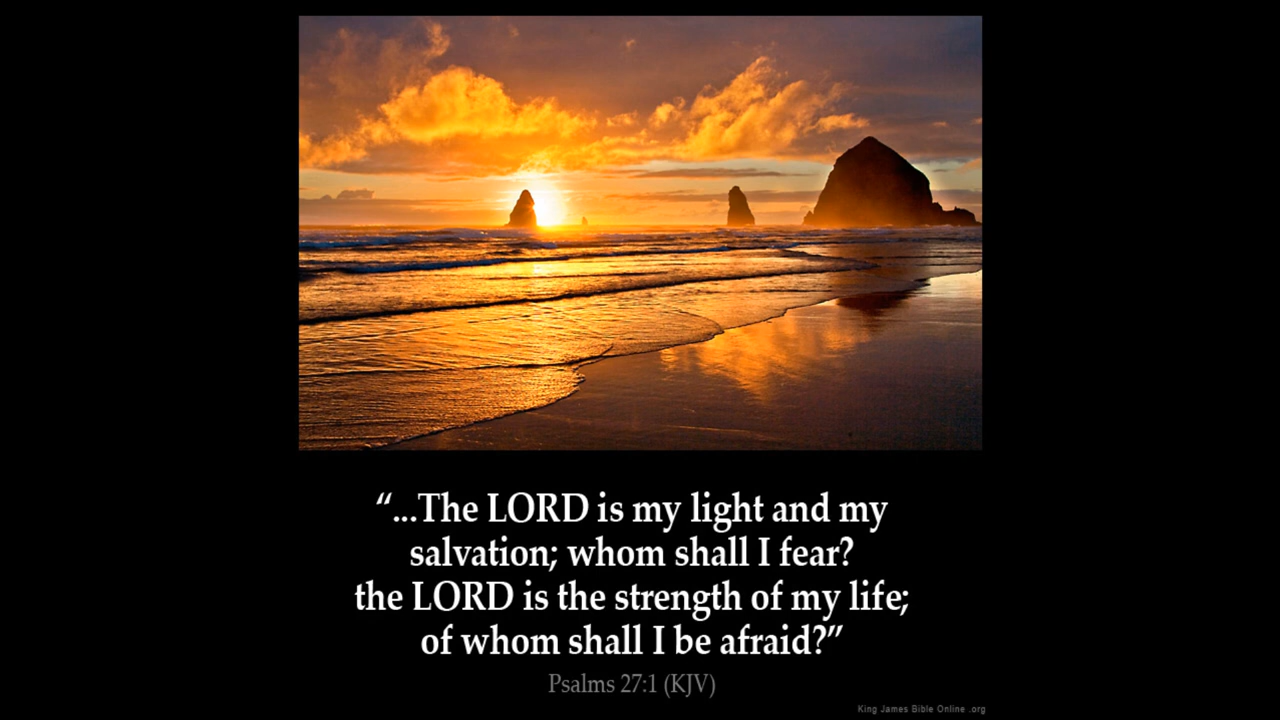 “...The LORD is my light and my
salvation; whom shall I fear?
the LORD is the strength of my life;
of whom shall I be afraid?”
Psalms 27:1 (KJV)
King James Bible Online .org